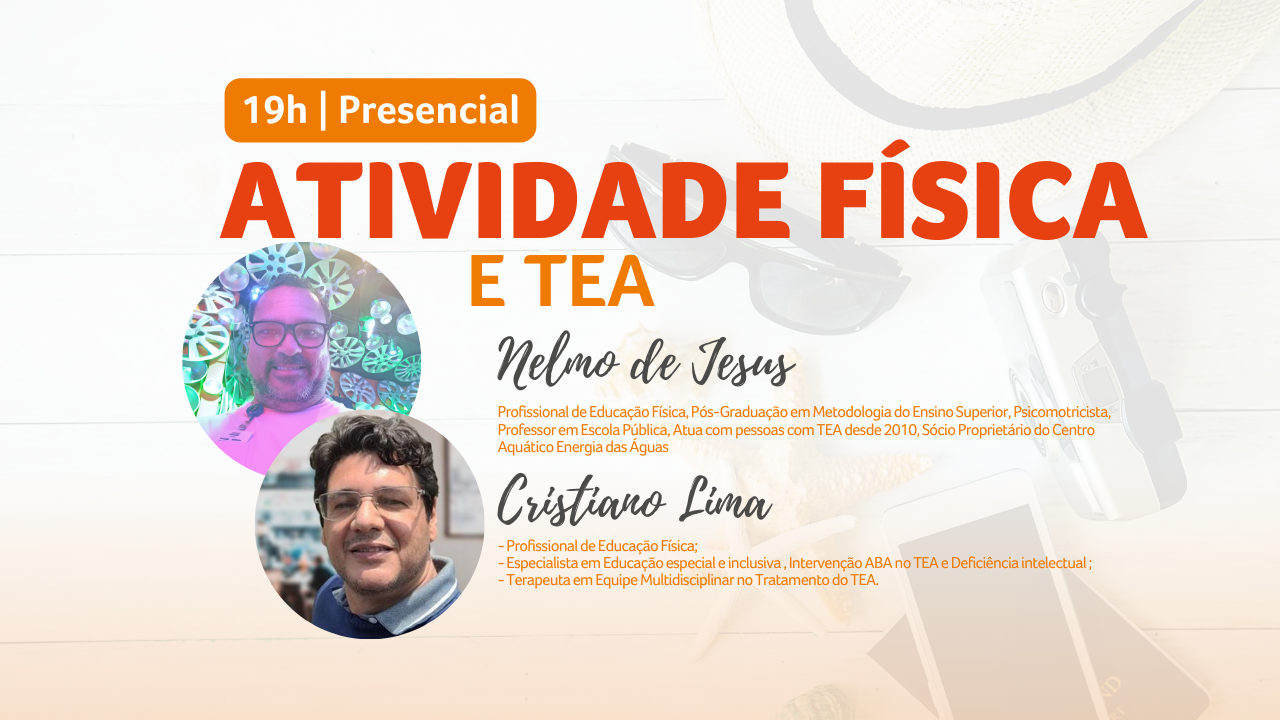 19h | Presencial
ATIVIDADE FÍSICA
E TEA
Nelmo de Jesus
Profissional de Educação Física, Pós-Graduação em Metodologia do Ensino Superior, Psicomotricista,
Professor em Escola Pública, Atua com pessoas com TEA desde 2010, Sócio Proprietário do Centro
Aquático Energia das Águas
Cristiano Lima
- Profissional de Educação Física;
- Especialista em Educação especial e inclusiva , Intervenção ABA no TEA e Deficiência intelectual ;
- Terapeuta em Equipe Multidisciplinar no Tratamento do TEA.